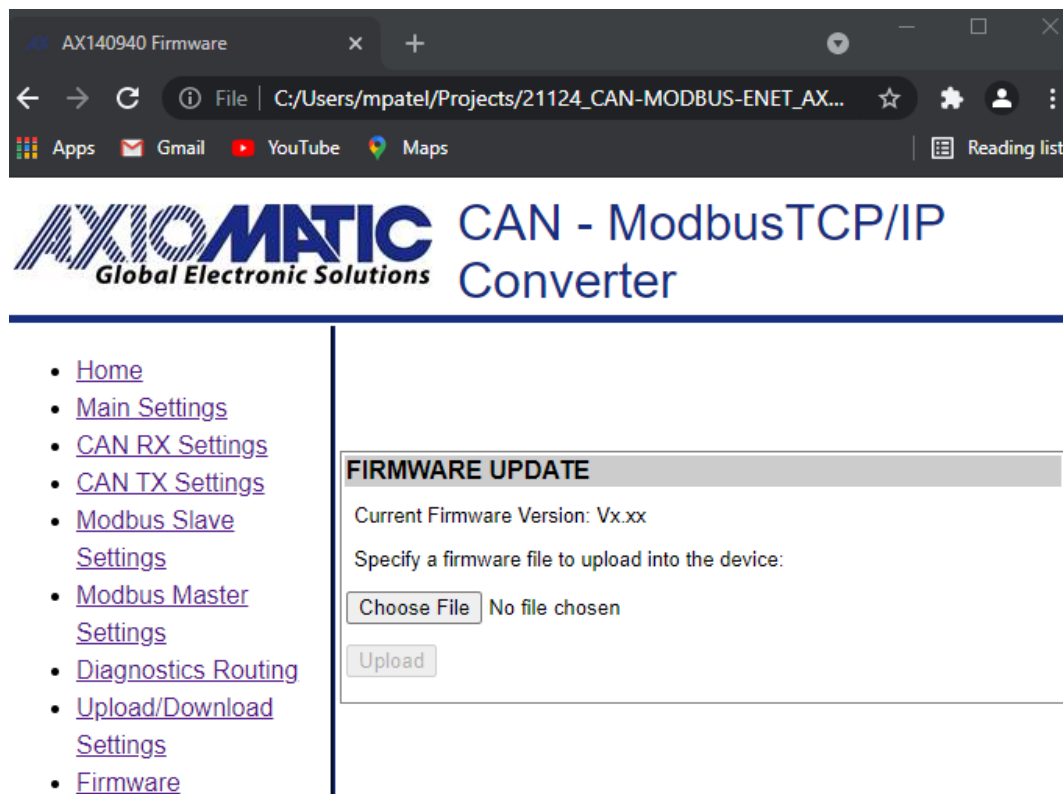 AX140940 Firmware
File | C:/Users/mpatel/Projects/21124_CAN-MODBUS-ENET_AX...
Apps Gmail YouTube Maps Reading list
AXIOMATIC
Global Electronic Solutions
CAN - ModbusTCP/IP
Converter
Home
Main Settings
CAN RX Settings
CAN TX Settings
Modbus Slave
Settings
Modbus Master
Settings
Diagnostics Routing
Upload/Download
Settings
Firmware
FIRMWARE UPDATE
Current Firmware Version: Vx.xx
Specify a firmware file to upload into the device:
Choose File No file chosen
Upload